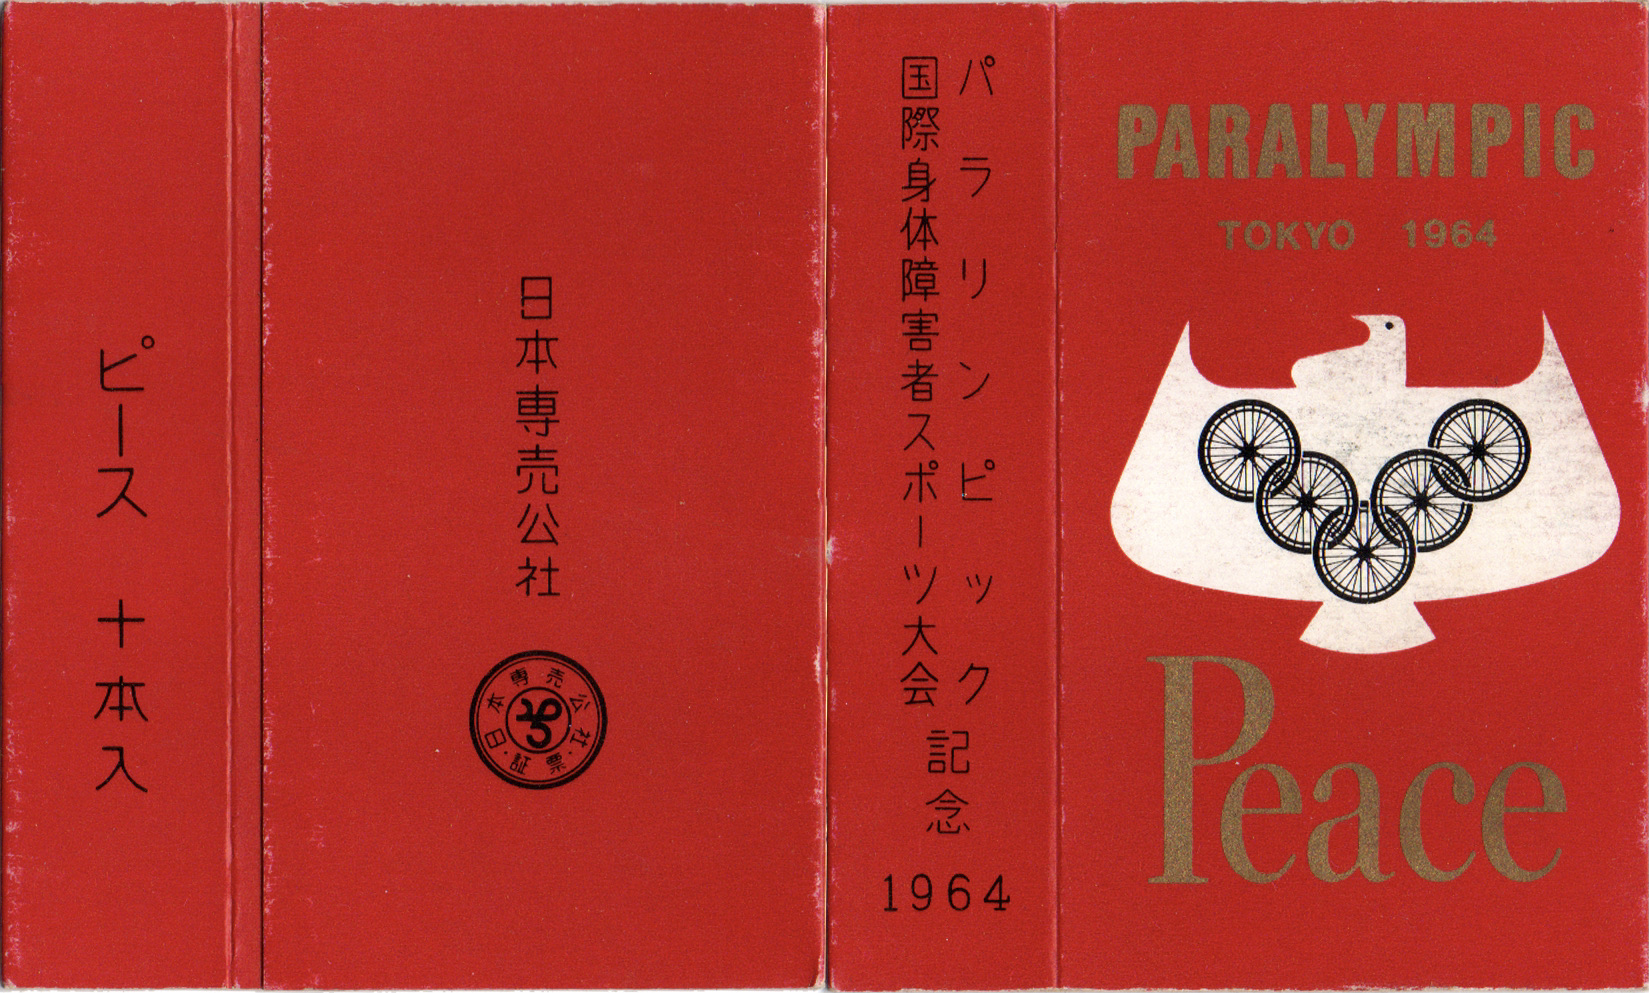 ピース 十本入
日本専売公社
日本専売公社・証票・
パラリンピック
国際身体障害者スポーツ大会
記念
1964
PARALYMPIC
TOKYO 1964
Peace